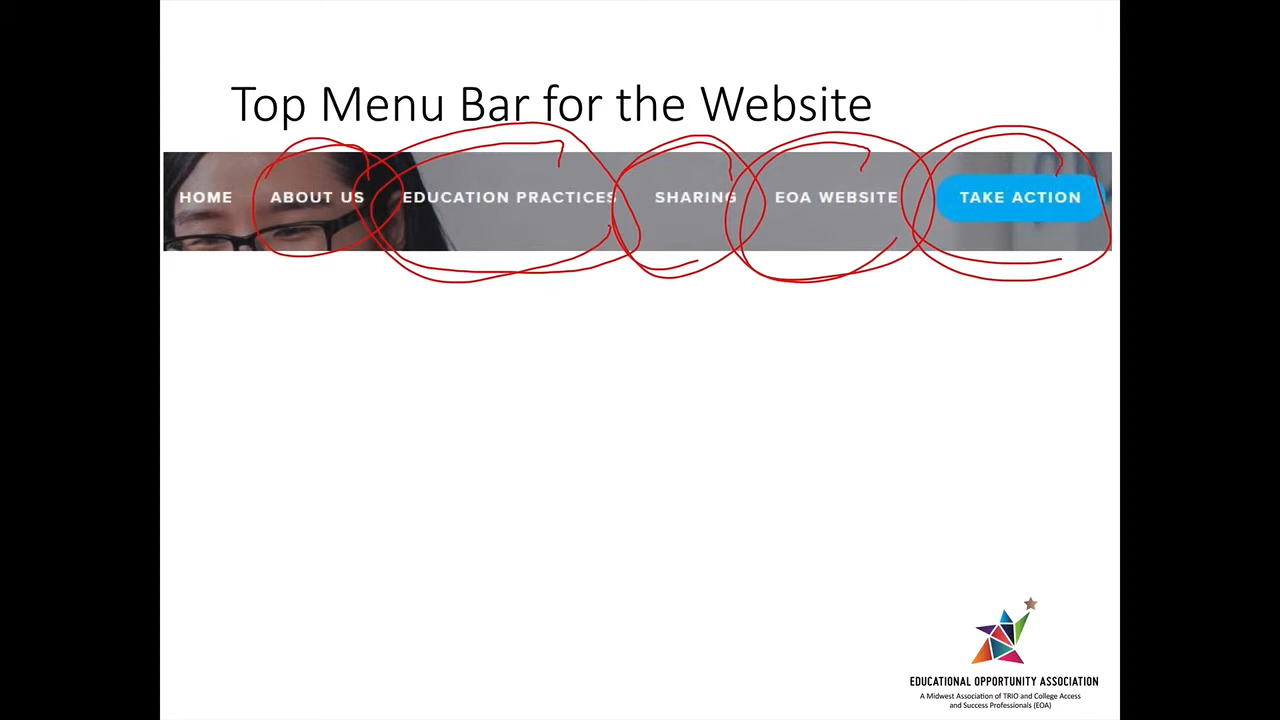 Top Menu Bar for the Website
HOME ABOUT US EDUCATION PRACTICES SHARING EOA WEBSITE TAKE ACTION
EDUCATIONAL OPPORTUNITY ASSOCIATION
A Midwest Association of TRIO and College Access
and Success Professionals (EOA)